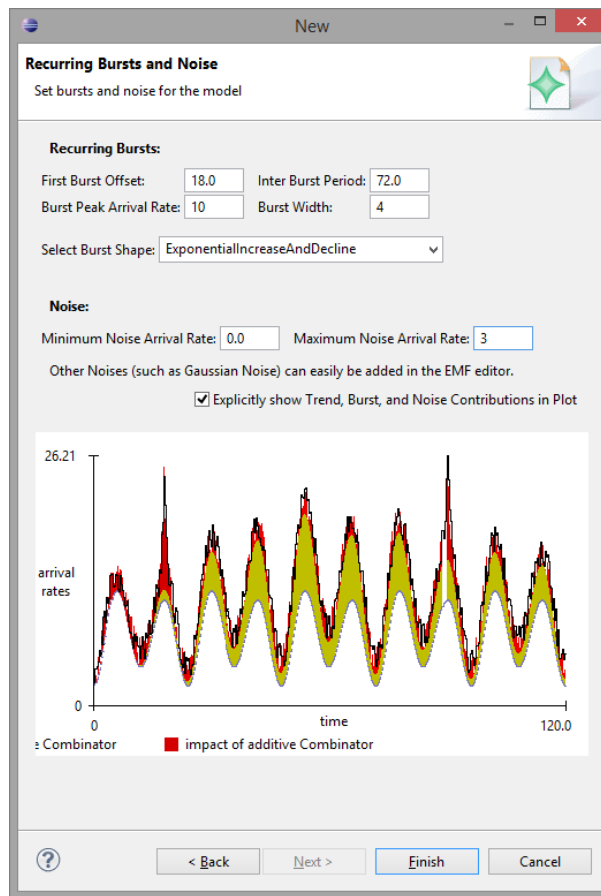 New
Recurring Bursts and Noise
Set bursts and noise for the model
Recurring Bursts:
First Burst Offset: 18.0 Inter Burst Period: 72.0
Burst Peak Arrival Rate: 10 Burst Width: 4
Select Burst Shape: ExponentialIncreaseAndDecline
Noise:
Minimum Noise Arrival Rate: 0.0 Maximum Noise Arrival Rate: 3
Other Noises (such as Gaussian Noise) can easily be added in the EMF editor.
Explicitly show Trend, Burst, and Noise Contributions in Plot
26.21
arrival
rates
0
0 time 120.0
e Combinator impact of additive Combinator
? < Back Next > Finish Cancel